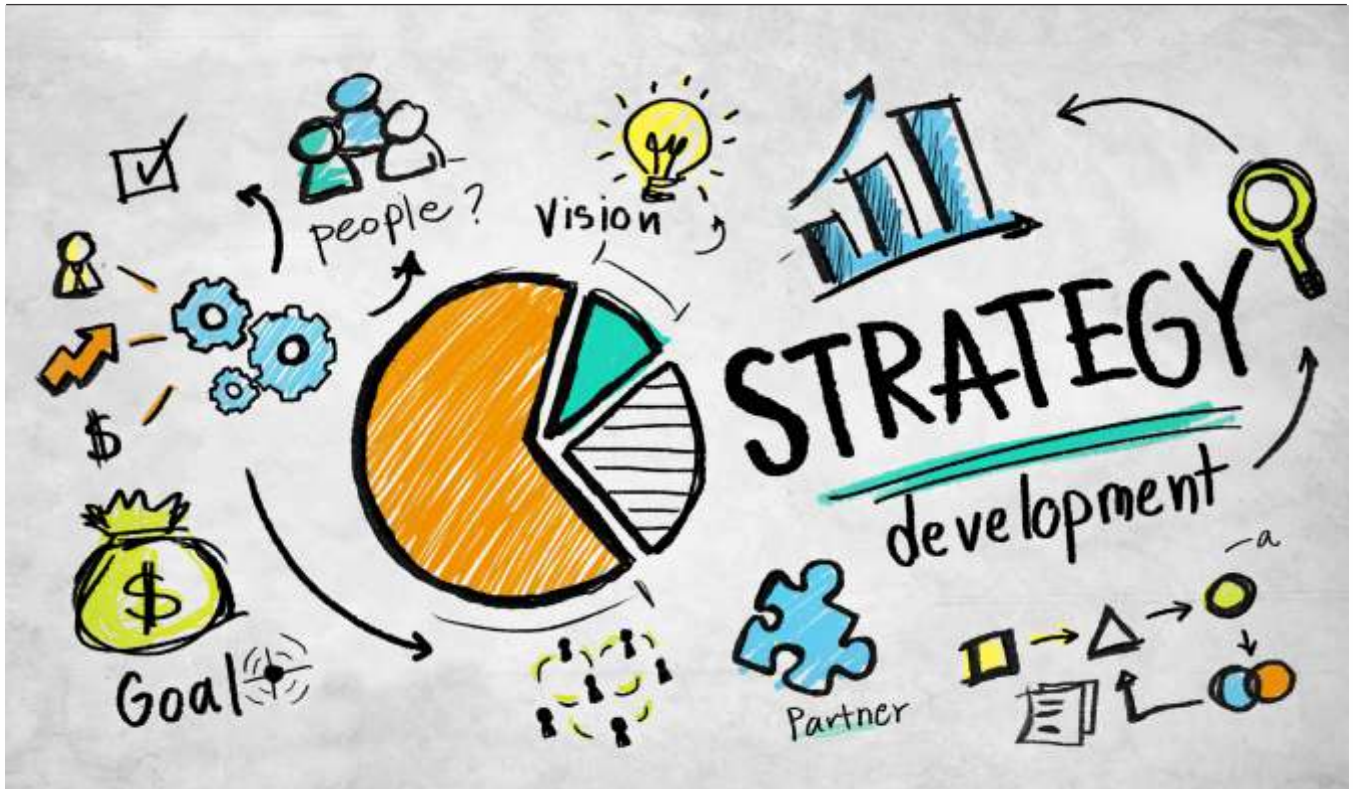 people?
Vision
STRATEGY
development
$
$
a
Goal
Partner